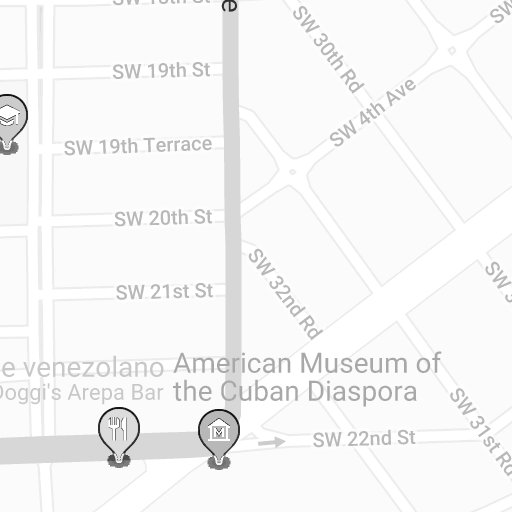 SW 30th Rd
SW 19th St
SW 4th Ave
SW 19th Terrace
SW 20th St
SW 32nd Rd
SW 21st St
e venezolano
Doggi's Arepa Bar
American Museum of
the Cuban Diaspora
SW 31st Rd
SW 22nd St